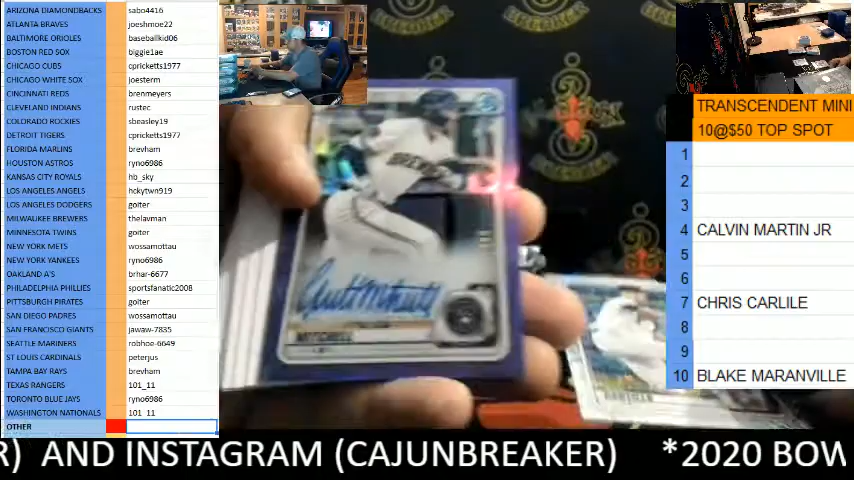 ARIZONA DIAMONDBACKS sabo4416
ATLANTA BRAVES joeshmoe22
BALTIMORE ORIOLES baseballkid06
BOSTON RED SOX biggie1ae
CHICAGO CUBS cpricketts1977
CHICAGO WHITE SOX joesterm
CINCINNATI REDS brenmeyers
CLEVELAND INDIANS rustec
COLORADO ROCKIES sbeasley19
DETROIT TIGERS cpricketts1977
FLORIDA MARLINS brevham
HOUSTON ASTROS ryno6986
KANSAS CITY ROYALS hb_sky
LOS ANGELES ANGELS hckytwn919
LOS ANGELES DODGERS goiter
MILWAUKEE BREWERS thelavman
MINNESOTA TWINS goiter
NEW YORK METS wossamottau
NEW YORK YANKEES ryno6986
OAKLAND A'S brhar-6677
PHILADELPHIA PHILLIES sportsfanatic2008
PITTSBURGH PIRATES goiter
SAN DIEGO PADRES wossamottau
SAN FRANCISCO GIANTS jawaw-7835
SEATTLE MARINERS robhoe-6649
ST LOUIS CARDINALS peterjus
TAMPA BAY RAYS brevham
TEXAS RANGERS 101_11
TORONTO BLUE JAYS ryno6986
WASHINGTON NATIONALS 101_11
OTHER
MITCHELL
TRANSCENDENT MINI
10@$50 TOP SPOT
1
2
3
4 CALVIN MARTIN JR
5
6
7 CHRIS CARLILE
8
9
10 BLAKE MARANVILLE
R) AND INSTAGRAM (CAJUNBREAKER) *2020 BOW